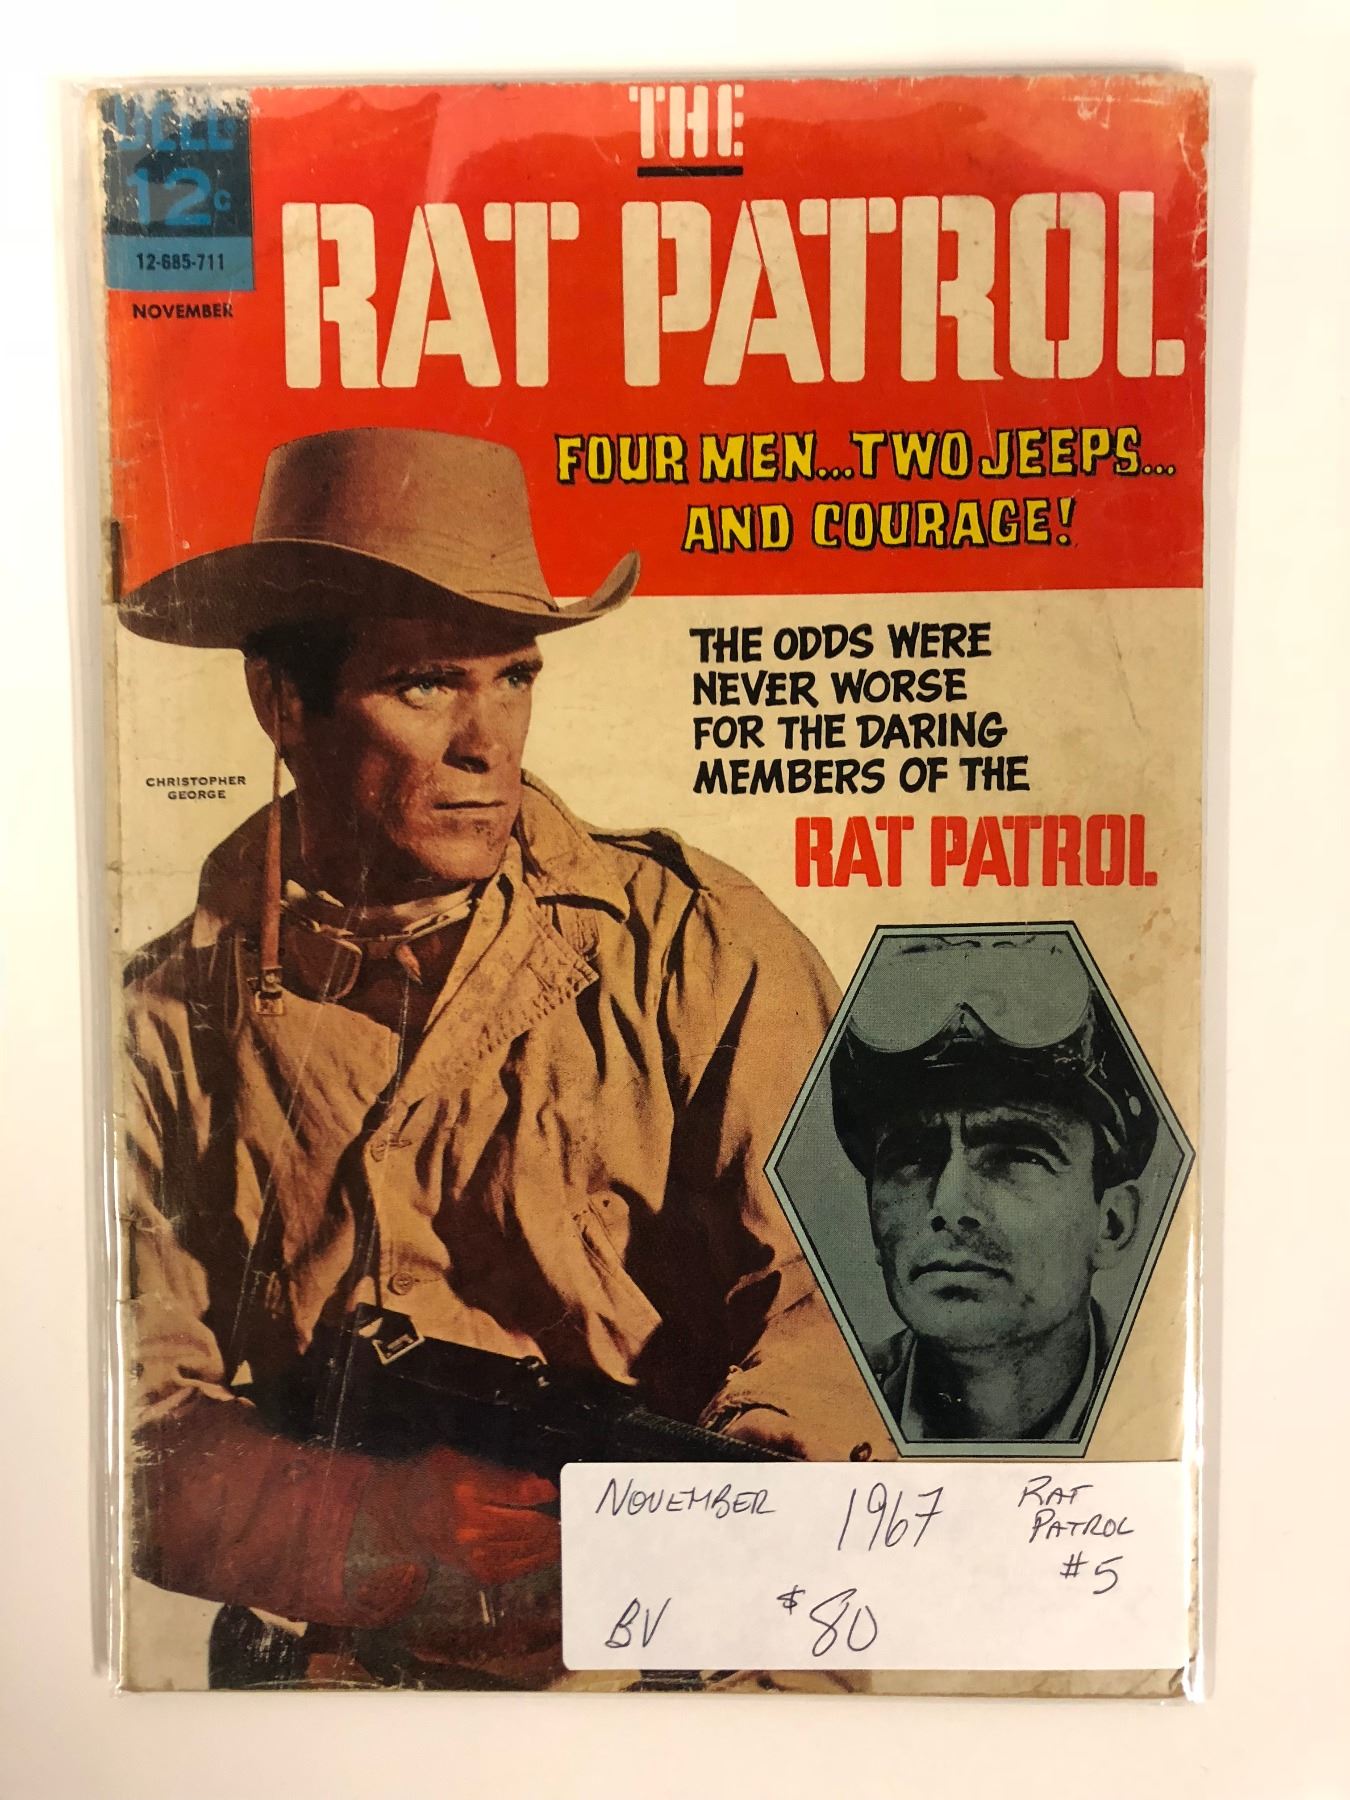 DELL
12¢
12-685-711
NOVEMBER
THE
RAT PATROL
FOUR MEN...TWO JEEPS...
AND COURAGE!
THE ODDS WERE
NEVER WORSE
FOR THE DARING
MEMBERS OF THE
RAT PATROL
CHRISTOPHER
GEORGE
NOVEMBER 1967 RAT
PATROL
#5
BV $80